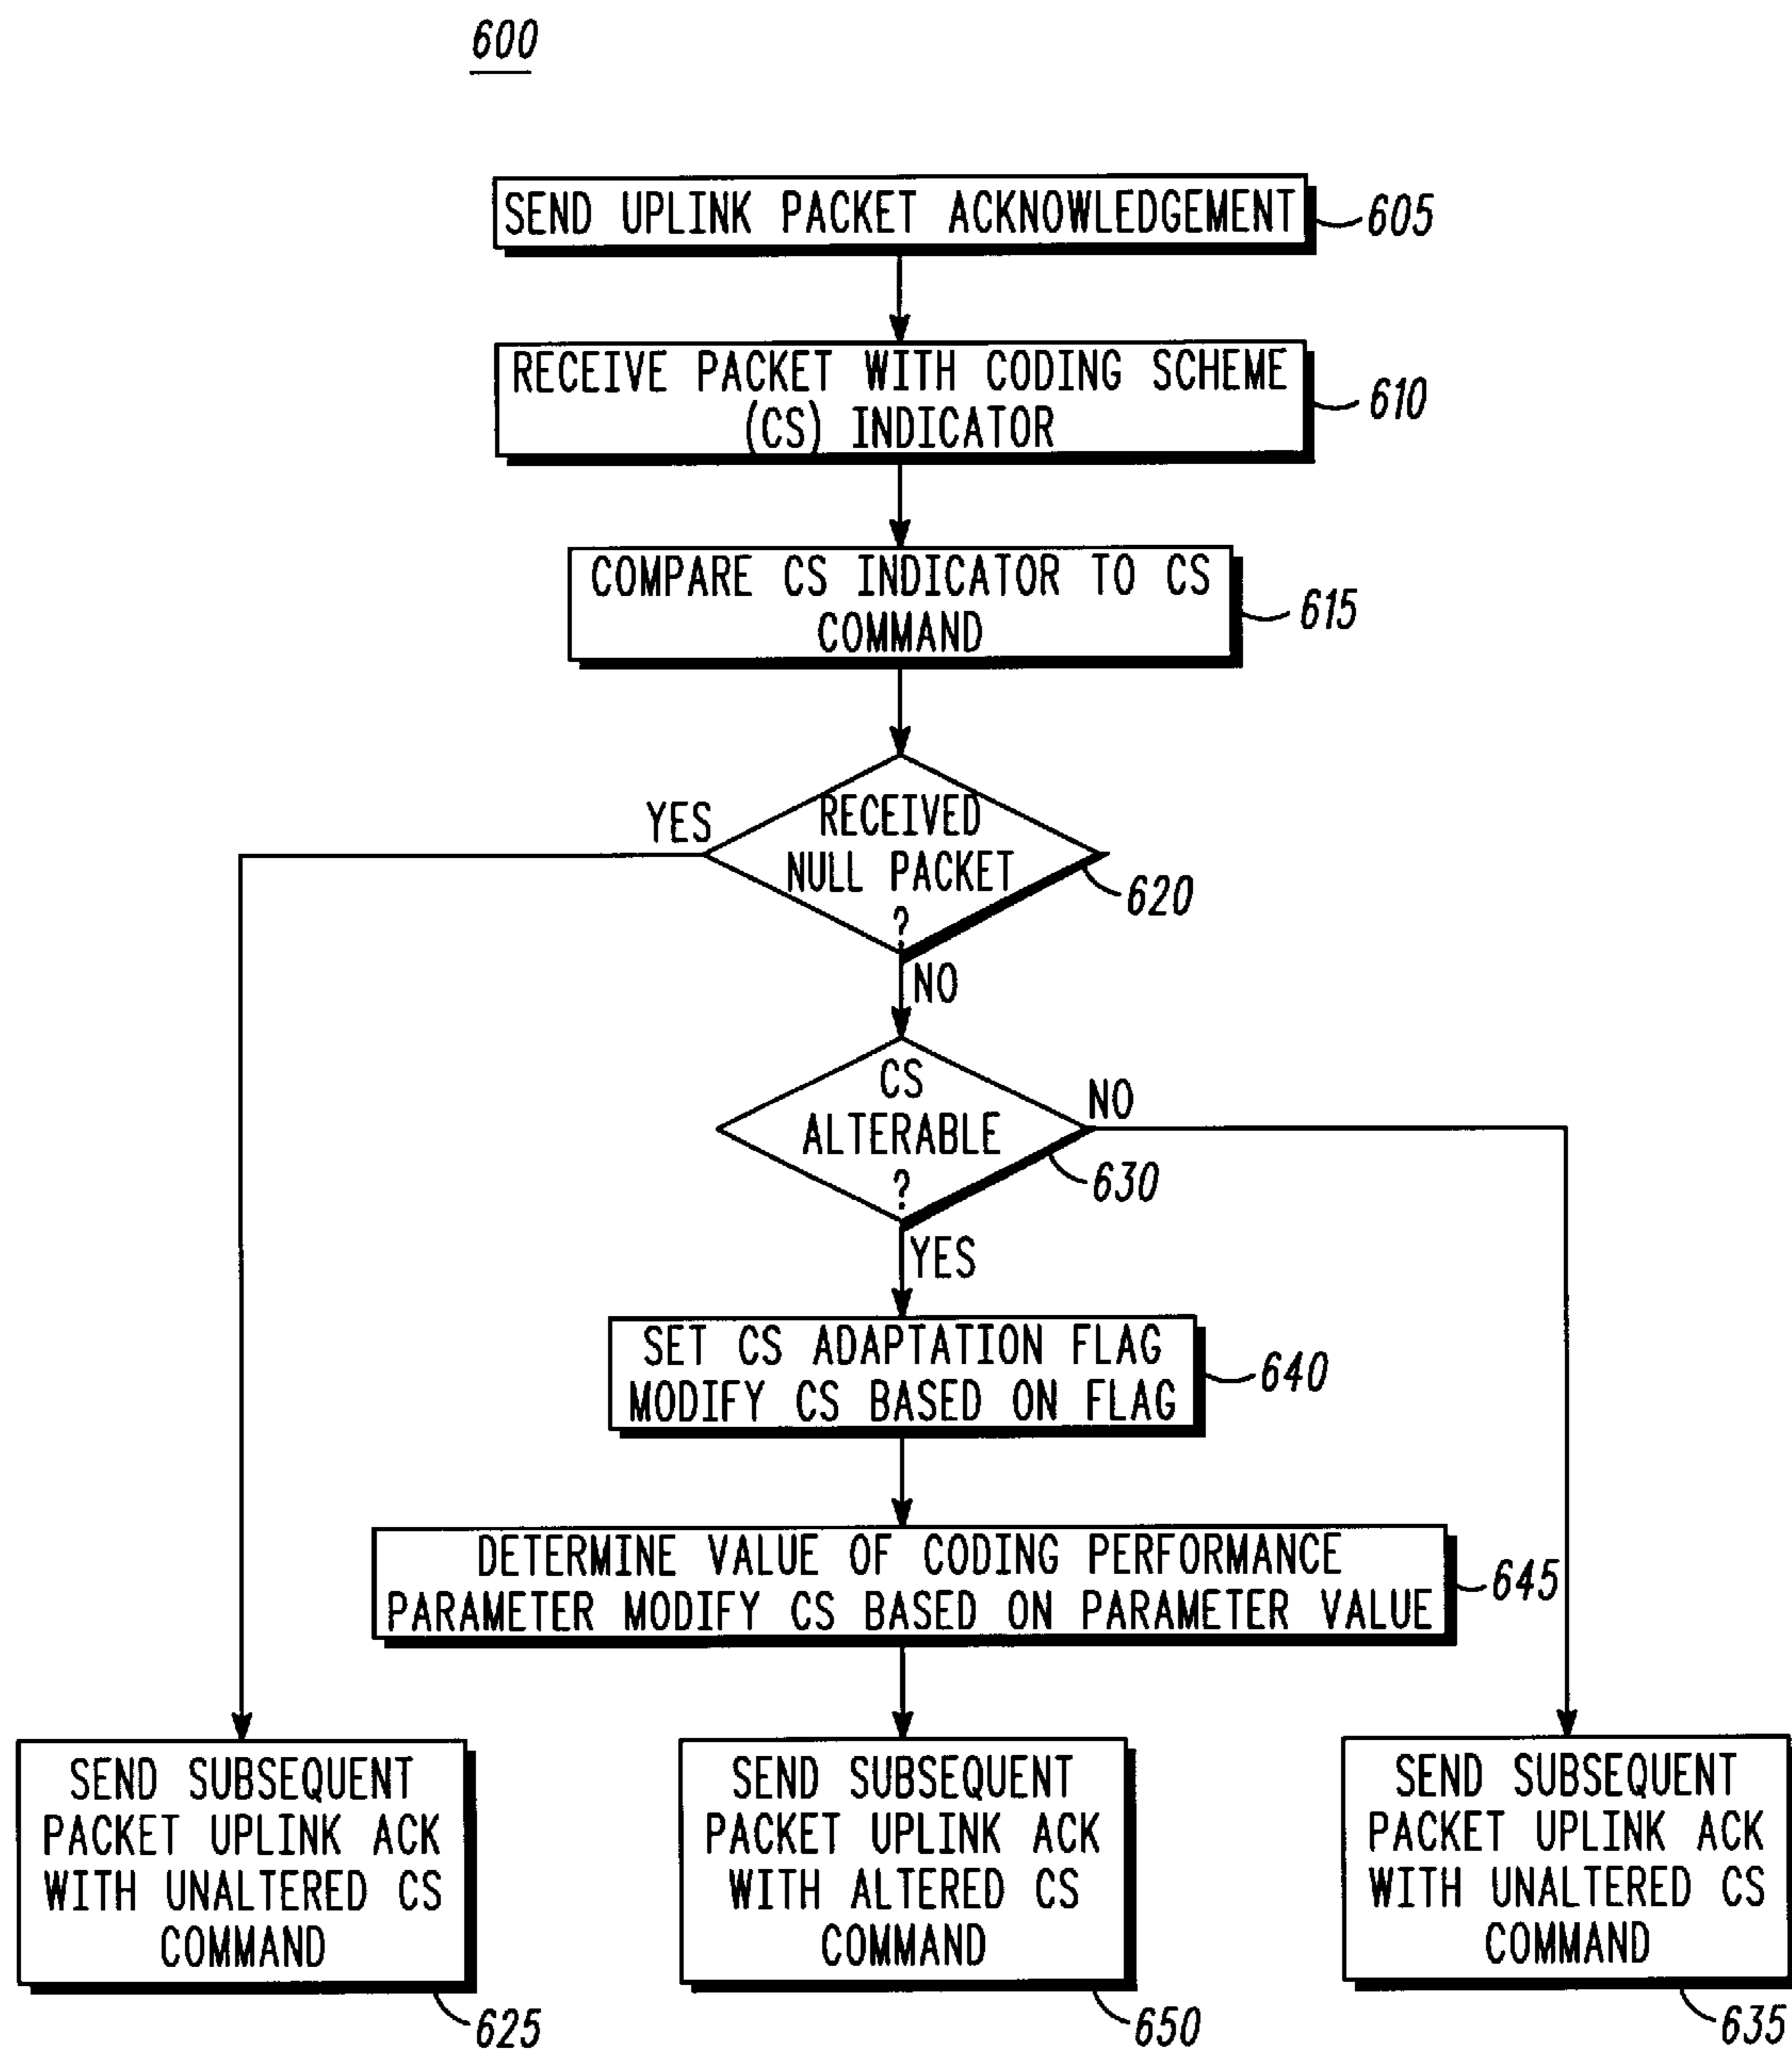 600
SEND UPLINK PACKET ACKNOWLEDGEMENT
605
RECEIVE PACKET WITH CODING SCHEME
(CS) INDICATOR
610
COMPARE CS INDICATOR TO CS
COMMAND
615
YES
RECEIVED
NULL PACKET
?
620
NO
CS
ALTERABLE
?
NO
630
YES
SET CS ADAPTATION FLAG
MODIFY CS BASED ON FLAG
640
DETERMINE VALUE OF CODING PERFORMANCE
PARAMETER MODIFY CS BASED ON PARAMETER VALUE
645
SEND SUBSEQUENT
PACKET UPLINK ACK
WITH UNALTERED CS
COMMAND
625
SEND SUBSEQUENT
PACKET UPLINK ACK
WITH ALTERED CS
COMMAND
650
SEND SUBSEQUENT
PACKET UPLINK ACK
WITH UNALTERED CS
COMMAND
635